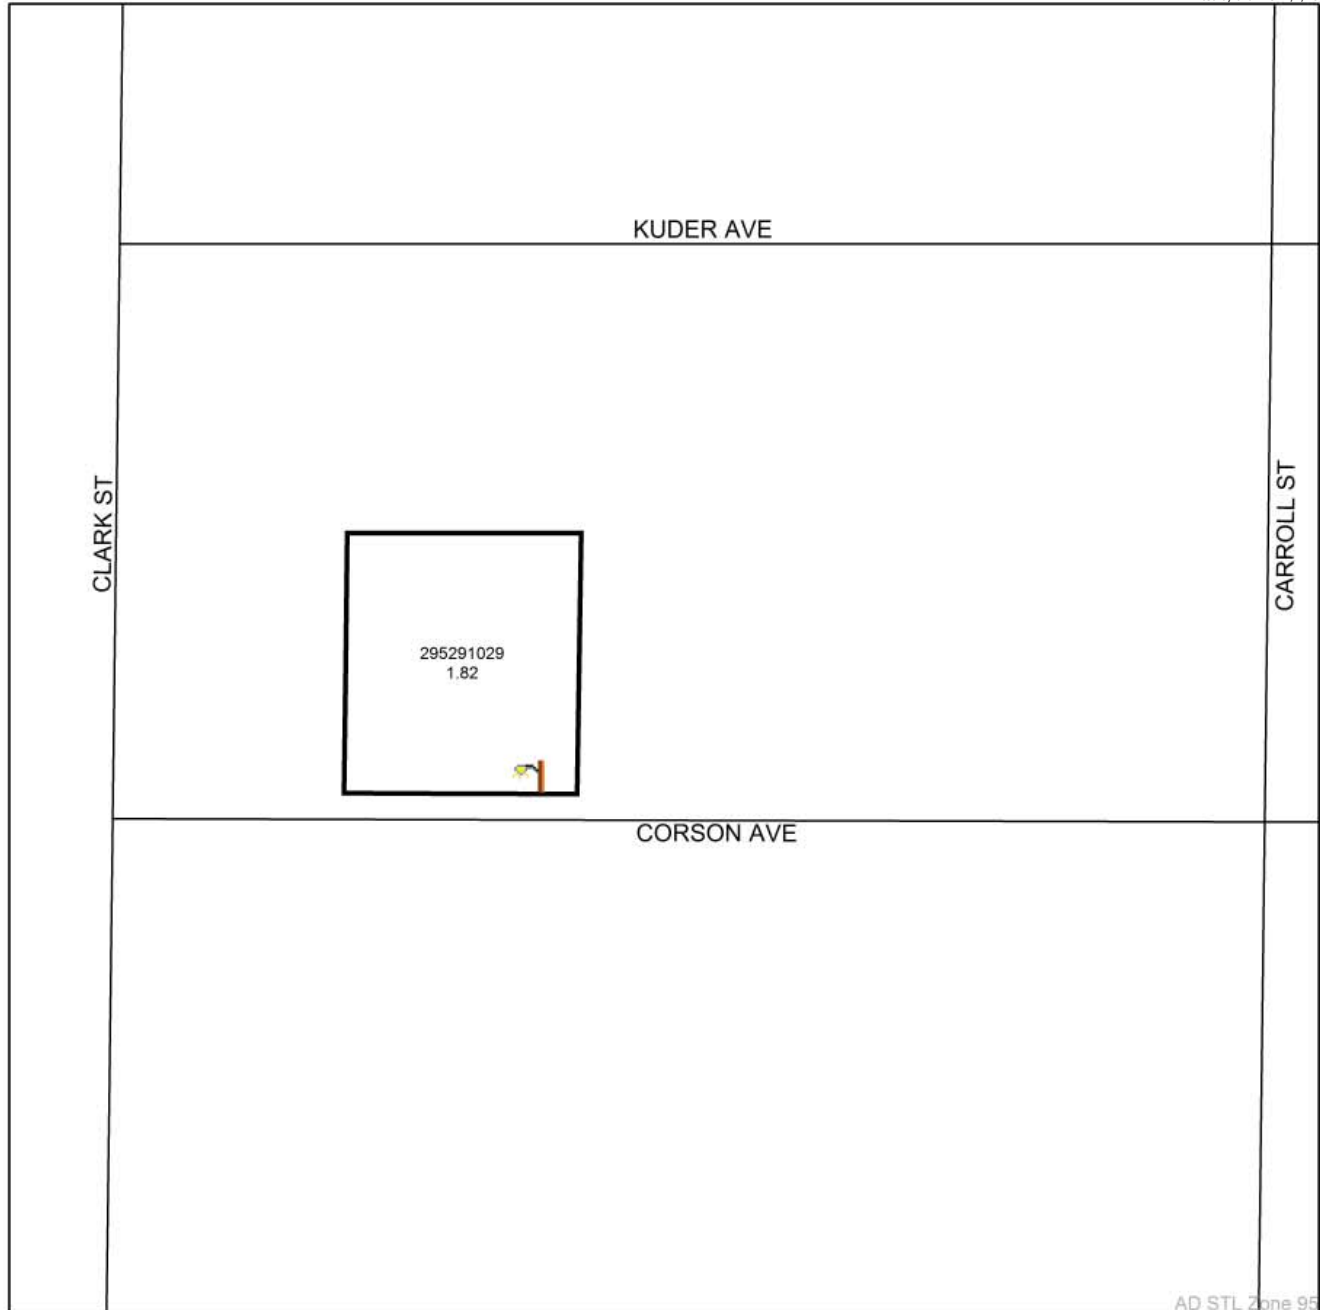 KUDER AVE
CLARK ST
CARROLL ST
295291029
1.82
CORSON AVE
AD STL Zone 95